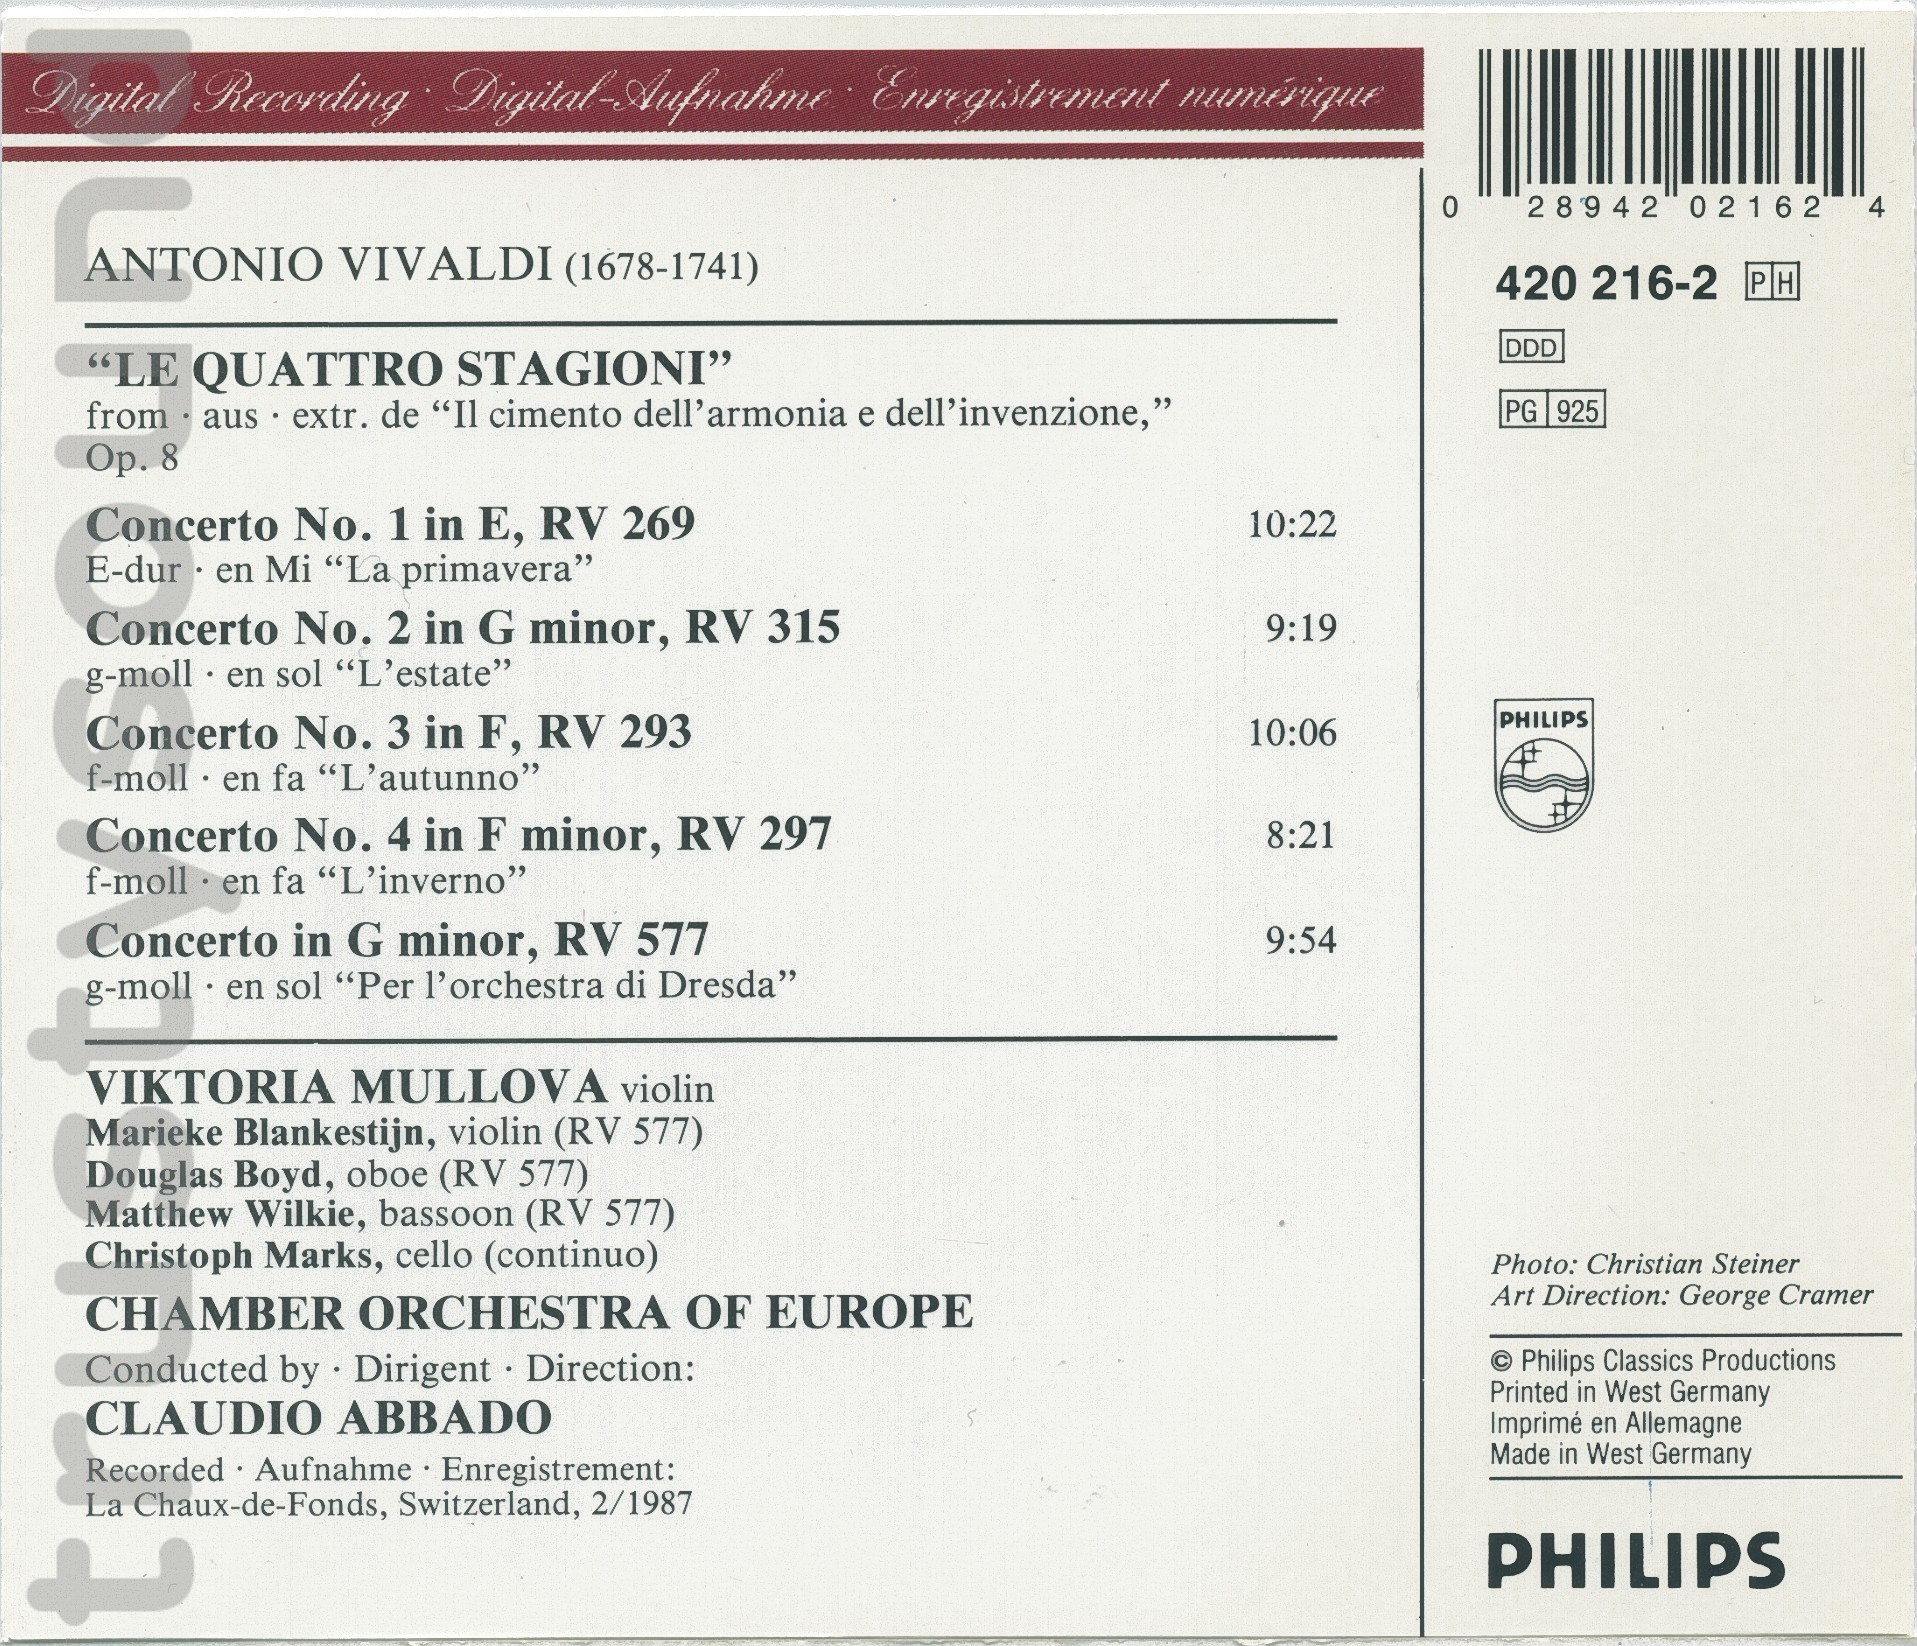 Digital Recording · Digital-Aufnahme · Enregistrement numérique
ANTONIO VIVALDI (1678-1741)
“LE QUATTRO STAGIONI”
from · aus · extr. de “Il cimento dell’armonia e dell’invenzione,”
Op. 8
Concerto No. 1 in E, RV 269 10:22
E-dur · en Mi “La primavera”
Concerto No. 2 in G minor, RV 315 9:19
g-moll · en sol “L’estate”
Concerto No. 3 in F, RV 293 10:06
f-moll · en fa “L’autunno”
Concerto No. 4 in F minor, RV 297 8:21
f-moll · en fa “L’inverno”
Concerto in G minor, RV 577 9:54
g-moll · en sol “Per l’orchestra di Dresda”
VIKTORIA MULLOVA violin
Marieke Blankestijn, violin (RV 577)
Douglas Boyd, oboe (RV 577)
Matthew Wilkie, bassoon (RV 577)
Christoph Marks, cello (continuo)
CHAMBER ORCHESTRA OF EUROPE
Conducted by · Dirigent · Direction:
CLAUDIO ABBADO
Recorded · Aufnahme · Enregistrement:
La Chaux-de-Fonds, Switzerland, 2/1987
0 28942 02162 4
420 216-2 PH
DDD
PG 925
PHILIPS
Photo: Christian Steiner
Art Direction: George Cramer
© Philips Classics Productions
Printed in West Germany
Imprimé en Allemagne
Made in West Germany
PHILIPS
trustysound